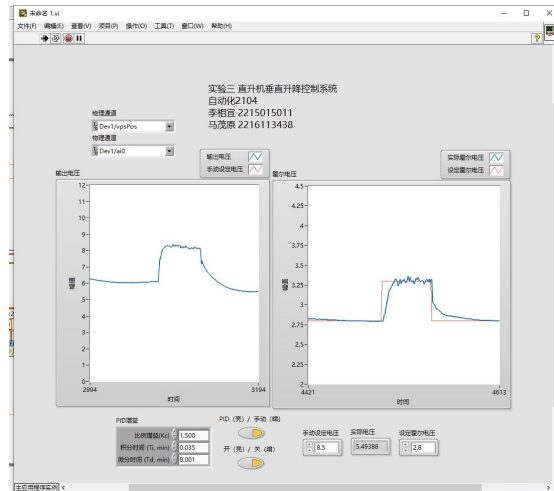 未命名 1.vi
文件(F) 编辑(E) 查看(V) 项目(P) 操作(O) 工具(T) 窗口(W) 帮助(H)
实验三 直升机垂直升降控制系统
自动化2104
李相宜 2215015011
马茂原 2216113438
物理通道
Dev1/vpsPos
物理通道
Dev1/ai0
输出电压
输出电压
手动设定电压
12
11
10
9
8
7
6
5
4
3
2
1
0
幅值
2994
3194
时间
霍尔电压
实际霍尔电压
设定霍尔电压
4.5
4.25
4
3.75
3.5
3.25
3
2.75
2.5
2.25
2
幅值
4421
4613
时间
PID增益
比例增益(Kc) 1.500
积分时间 (Ti, min) 0.035
微分时间 (Td, min) 0.001
PID (亮) / 手动 (暗)
开 (亮) / 关 (暗)
手动设定电压
8.5
实际电压
5.49388
设定霍尔电压
2.8
主应用程序实例